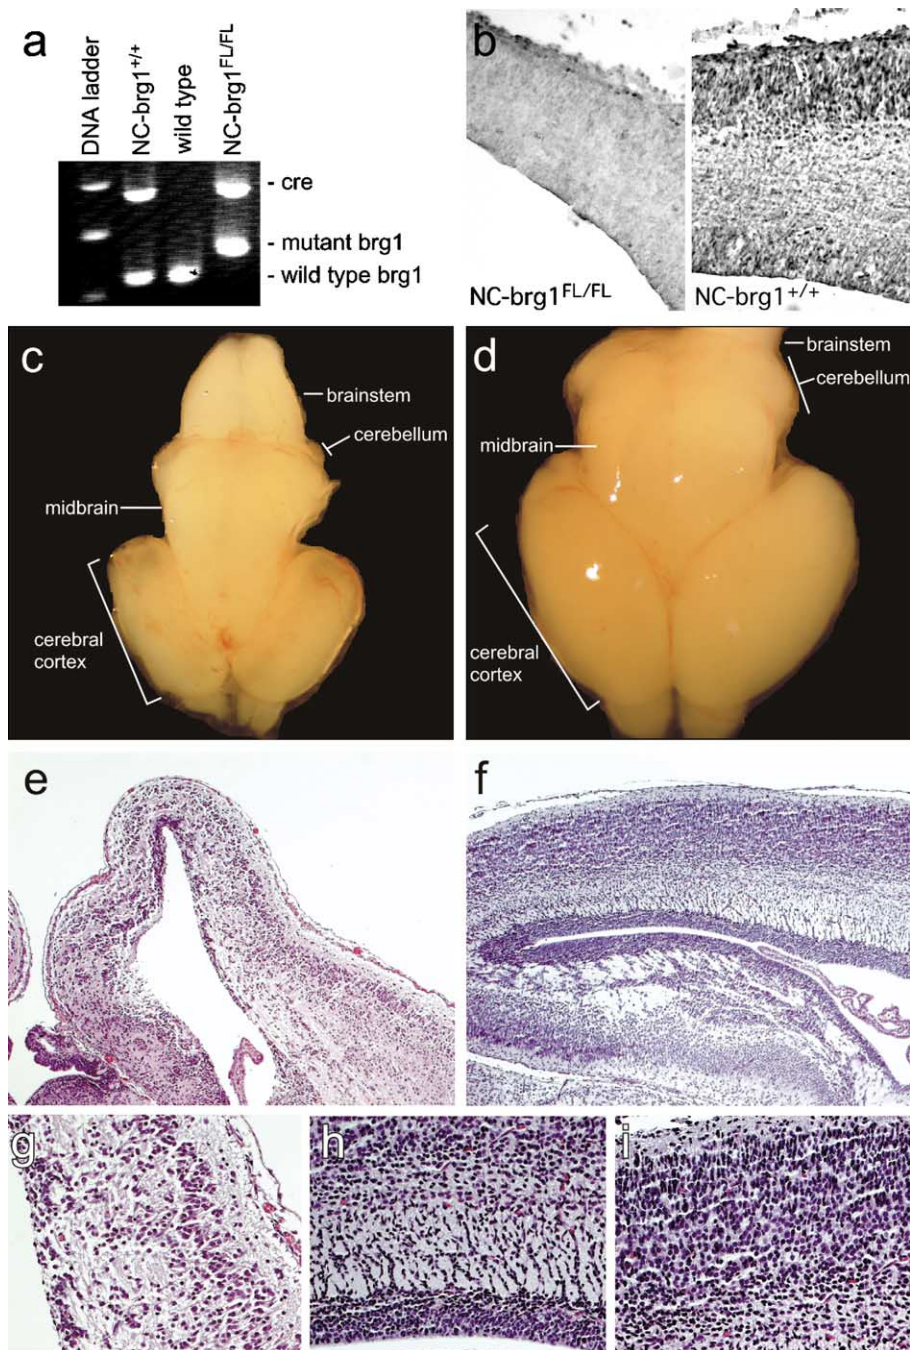 a
DNA ladder
NC-brg1+/+
wild type
NC-brg1FL/FL
- cre
- mutant brg1
- wild type brg1
b
NC-brg1FL/FL
NC-brg1+/+
c
brainstem
cerebellum
midbrain
cerebral
cortex
d
brainstem
cerebellum
midbrain
cerebral
cortex
e
f
g
h
i